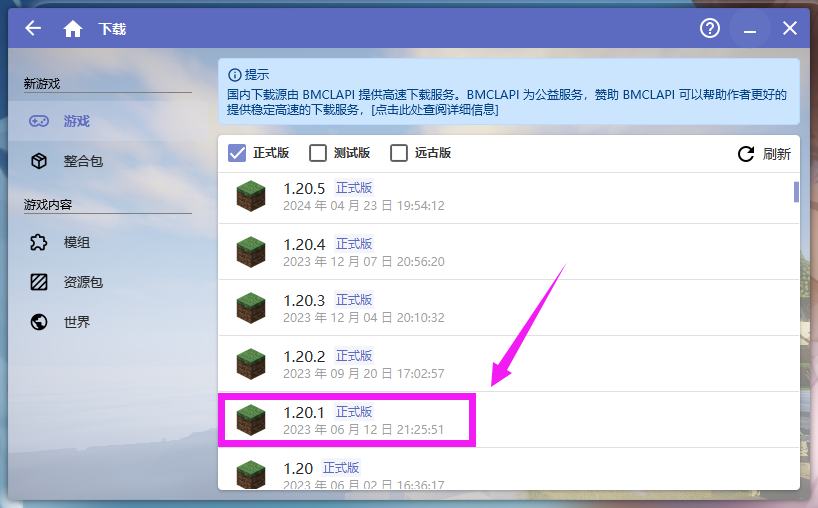 下载
新游戏
游戏
整合包
游戏内容
模组
资源包
世界
提示
国内下载源由 BMCLAPI 提供高速下载服务。BMCLAPI 为公益服务，赞助 BMCLAPI 可以帮助作者更好的
提供稳定高速的下载服务，[点击此处查阅详细信息]
正式版 测试版 远古版 刷新
1.20.5 正式版
2024 年 04 月 23 日 19:54:12
1.20.4 正式版
2023 年 12 月 07 日 20:56:20
1.20.3 正式版
2023 年 12 月 04 日 20:10:32
1.20.2 正式版
2023 年 09 月 20 日 17:02:57
1.20.1 正式版
2023 年 06 月 12 日 21:25:51
1.20 正式版
2023 年 06 月 02 日 16:36:17